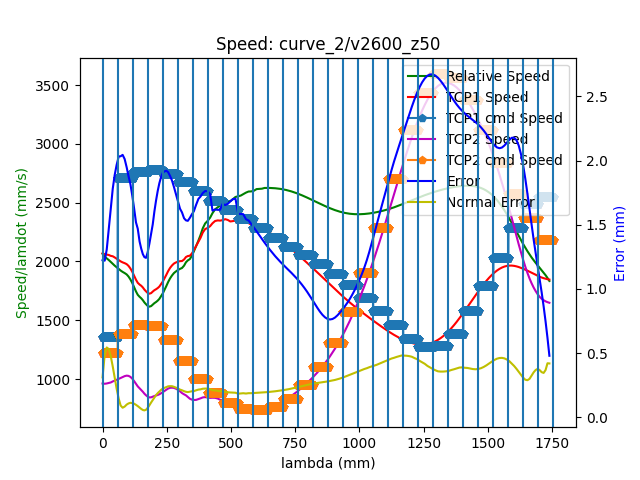 Speed: curve_2/v2600_z50
Speed/lamdot (mm/s)
3500
3000
2500
2000
1500
1000
Relative Speed
TCP1 Speed
TCP1 cmd Speed
TCP2 Speed
TCP2 cmd Speed
Error
Normal Error
2.5
2.0
1.5
1.0
0.5
0.0
Error (mm)
0 250 500 750 1000 1250 1500 1750
lambda (mm)